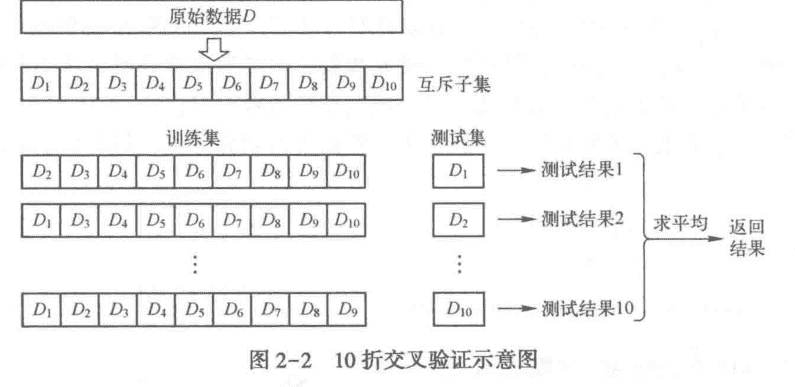 原始数据D
D₁ D₂ D₃ D₄ D₅ D₆ D₇ D₈ D₉ D₁₀ 互斥子集
训练集 测试集
D₂ D₃ D₄ D₅ D₆ D₇ D₈ D₉ D₁₀ D₁ 测试结果1
D₁ D₃ D₄ D₅ D₆ D₇ D₈ D₉ D₁₀ D₂ 测试结果2
求平均 返回结果
⋮ ⋮
D₁ D₂ D₃ D₄ D₅ D₆ D₇ D₈ D₉ D₁₀ 测试结果10
图 2-2 10 折交叉验证示意图